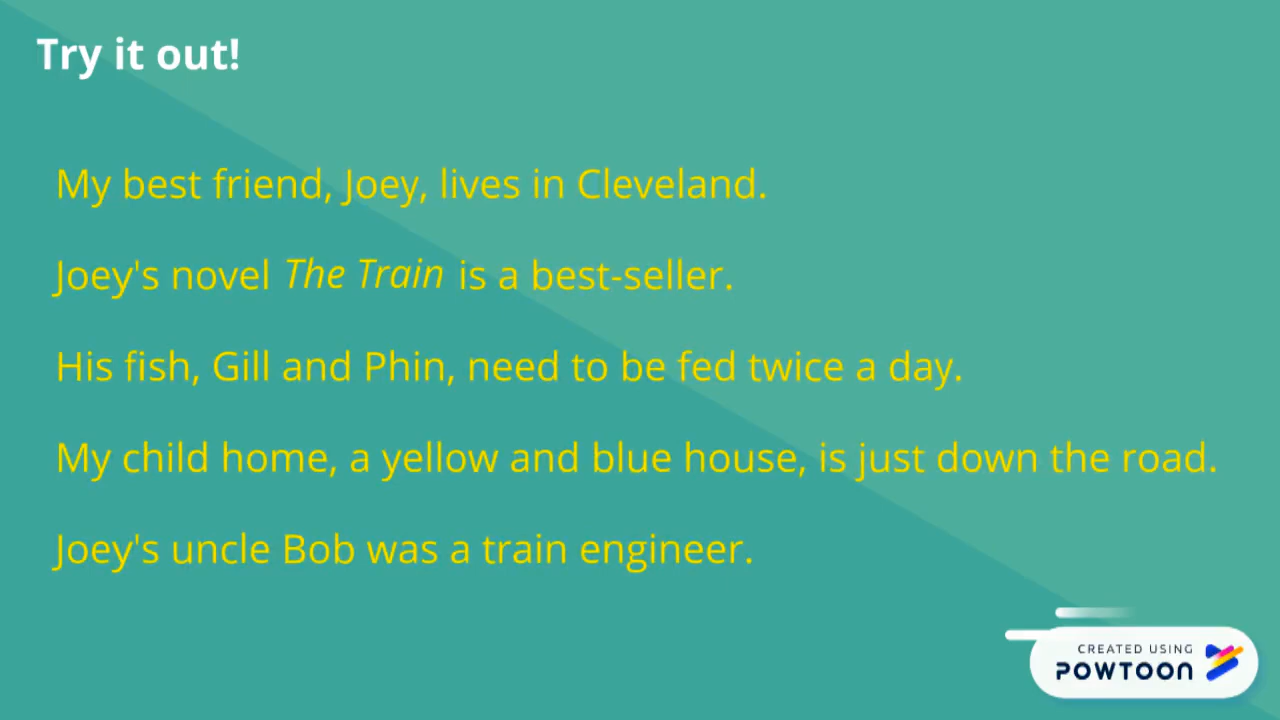 Try it out!
My best friend, Joey, lives in Cleveland.
Joey's novel The Train is a best-seller.
His fish, Gill and Phin, need to be fed twice a day.
My child home, a yellow and blue house, is just down the road.
Joey's uncle Bob was a train engineer.
CREATED USING
POWTOON